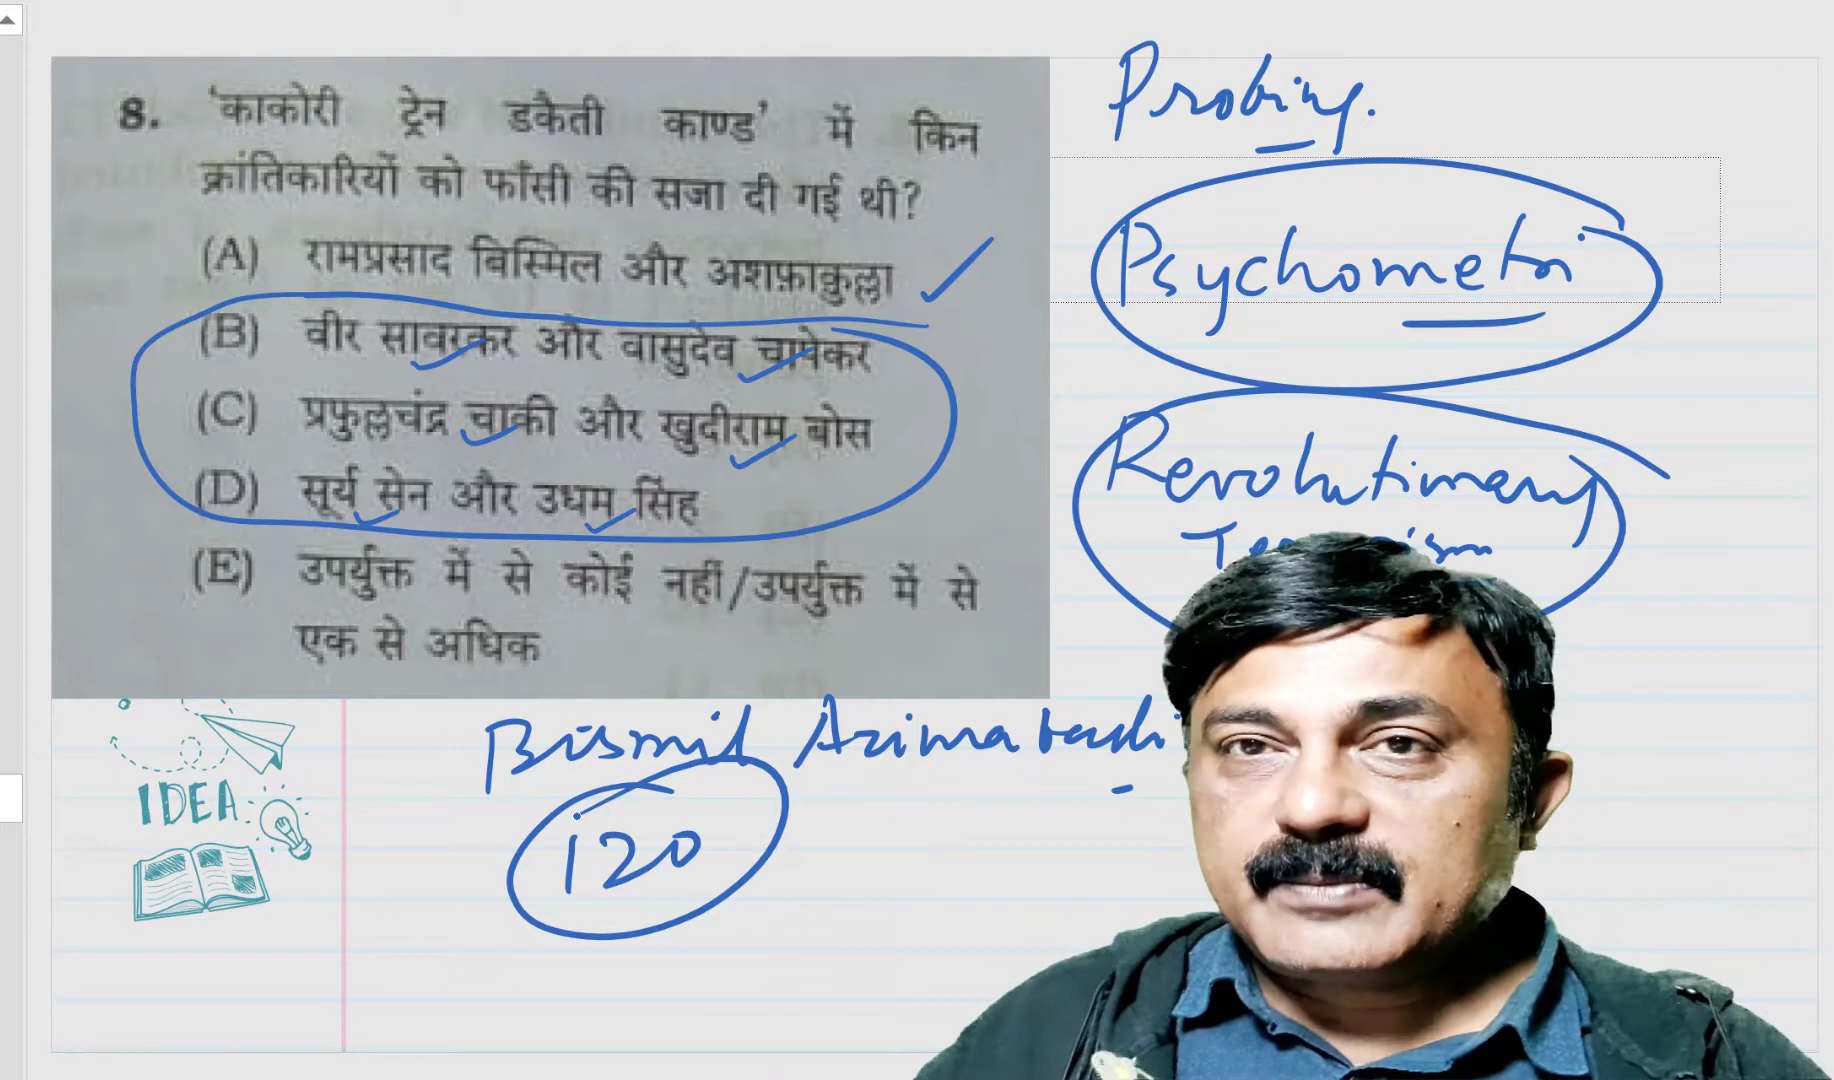 8. 'काकोरी ट्रेन डकैती काण्ड' में किन
क्रांतिकारियों को फाँसी की सजा दी गई थी?
(A) रामप्रसाद बिस्मिल और अशफ़ाकुल्ला
(B) वीर सावरकर और वासुदेव चापेकर
(C) प्रफुल्लचंद्र चाकी और खुदीराम बोस
(D) सूर्य सेन और उधम सिंह
(E) उपर्युक्त में से कोई नहीं/उपर्युक्त में से
एक से अधिक
Probing.
Psychometri
Revolutionary
Bismil Azimabadi
120
IDEA